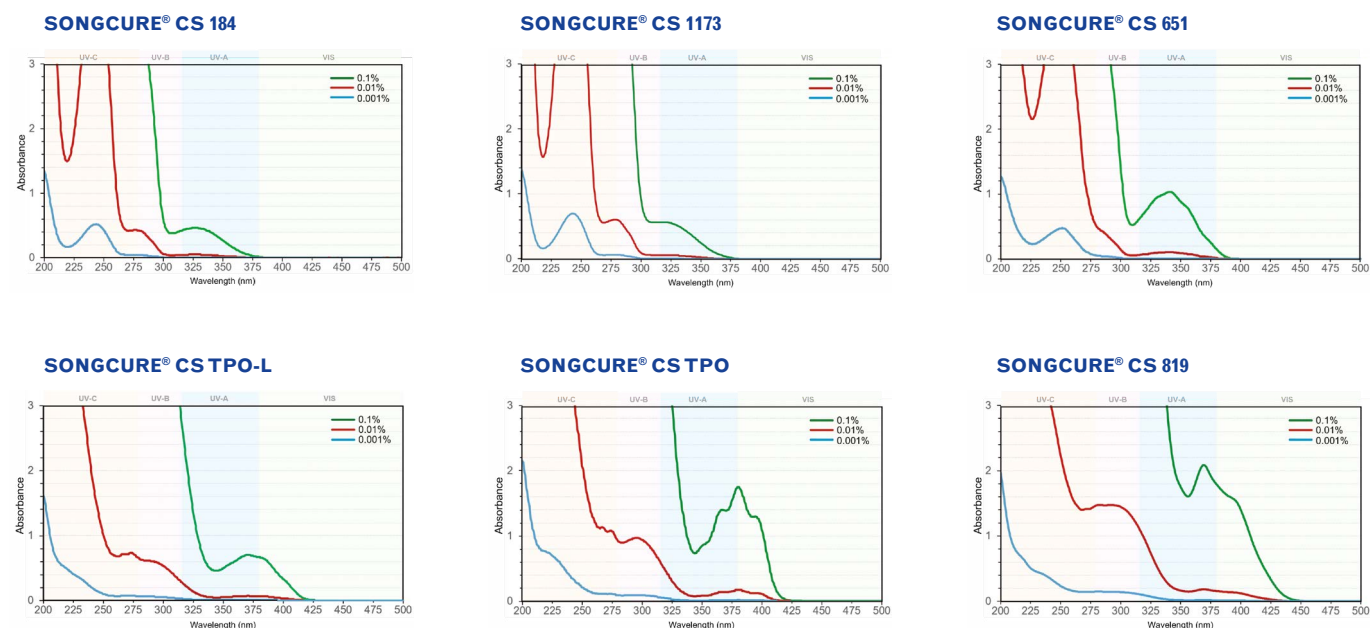 SONGCURE® CS 184
UV-C UV-B UV-A VIS
3
2
1
0
Absorbance
0.1%
0.01%
0.001%
200 225 250 275 300 325 350 375 400 425 450 475 500
Wavelength (nm)
SONGCURE® CS 1173
UV-C UV-B UV-A VIS
3
2
1
0
Absorbance
0.1%
0.01%
0.001%
200 225 250 275 300 325 350 375 400 425 450 475 500
Wavelength (nm)
SONGCURE® CS 651
UV-C UV-B UV-A VIS
3
2
1
0
Absorbance
0.1%
0.01%
0.001%
200 225 250 275 300 325 350 375 400 425 450 475 500
Wavelength (nm)
SONGCURE® CS TPO-L
UV-C UV-B UV-A VIS
3
2
1
0
Absorbance
0.1%
0.01%
0.001%
200 225 250 275 300 325 350 375 400 425 450 475 500
Wavelength (nm)
SONGCURE® CS TPO
UV-C UV-B UV-A VIS
3
2
1
0
Absorbance
0.1%
0.01%
0.001%
200 225 250 275 300 325 350 375 400 425 450 475 500
Wavelength (nm)
SONGCURE® CS 819
UV-C UV-B UV-A VIS
3
2
1
0
Absorbance
0.1%
0.01%
0.001%
200 225 250 275 300 325 350 375 400 425 450 475 500
Wavelength (nm)